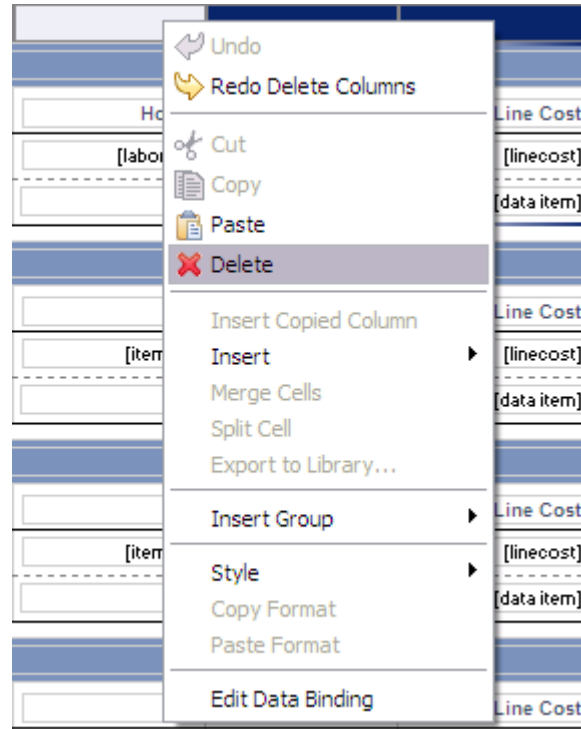 Undo
Redo Delete Columns
Line Cost
Cut
[linecost]
Copy
[data item]
Paste
Delete
Insert Copied Column
Line Cost
Insert
[linecost]
Merge Cells
[data item]
Split Cell
Export to Library...
Insert Group
Line Cost
[linecost]
Style
[data item]
Copy Format
Paste Format
Edit Data Binding
Line Cost